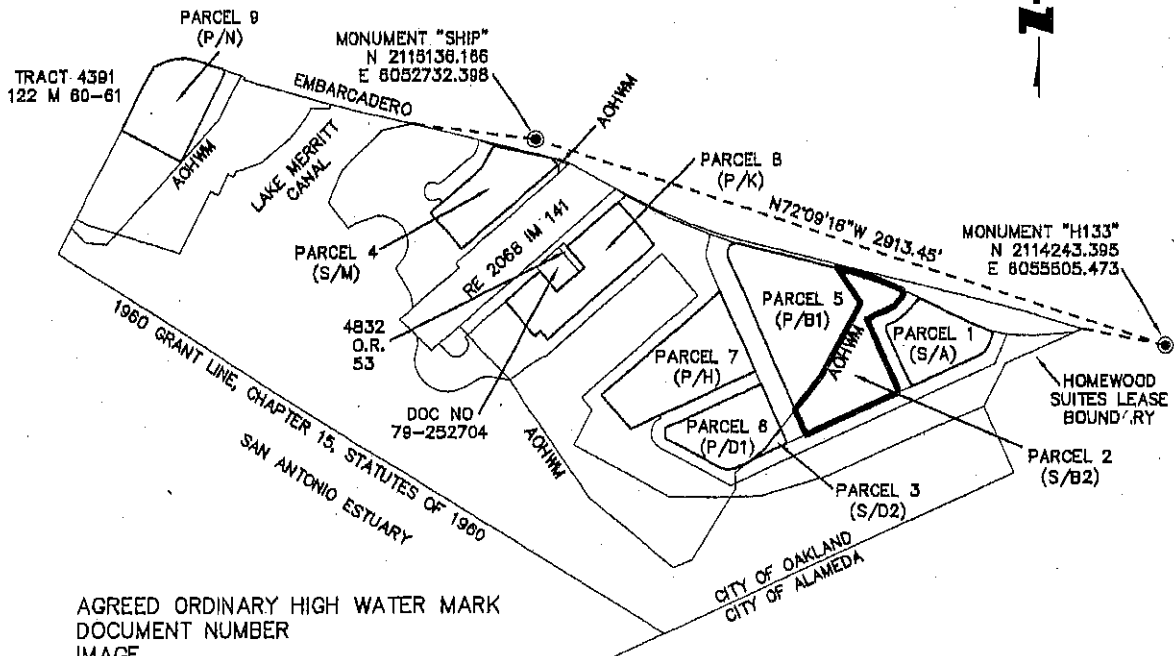 PARCEL 9
(P/N)
TRACT 4391
122 M 60-61
MONUMENT "SHIP"
N 2115136.166
E 6052732.398
Z
EMBARCADERO
AOHWM
AOHWM
LAKE MERRITT
CANAL
PARCEL 8
(P/K)
N72°09'16"W 2913.45'
MONUMENT "H133"
N 2114243.395
E 6055505.473
PARCEL 4
(S/M)
RE 2068 IM 141
PARCEL 5
(P/B1)
AOHWM
PARCEL 1
(S/A)
4832
O.R.
53
PARCEL 7
(P/H)
HOMEWOOD
SUITES LEASE
BOUND'RY
DOC NO
79-252704
PARCEL 6
(P/D1)
AOHWM
PARCEL 2
(S/B2)
PARCEL 3
(S/D2)
1960 GRANT LINE, CHAPTER 15, STATUTES OF 1960
SAN ANTONIO ESTUARY
CITY OF OAKLAND
CITY OF ALAMEDA
AGREED ORDINARY HIGH WATER MARK
DOCUMENT NUMBER
IMAGE